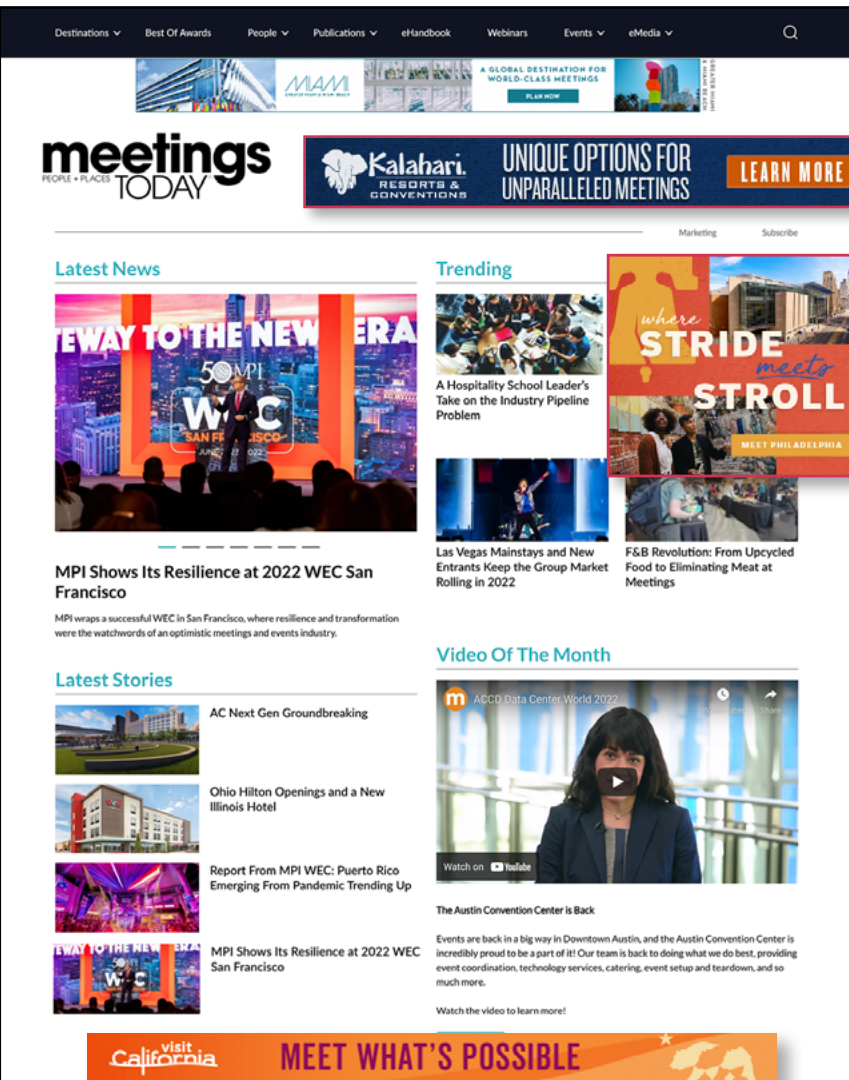 Destinations Best Of Awards People Publications eHandbook Webinars Events eMedia
MIAMI
A GLOBAL DESTINATION FOR
WORLD-CLASS MEETINGS
PLAN NOW
GREATER MIAMI
& MIAMI BEACH
meetings
PEOPLE + PLACES TODAY
Kalahari.
RESORTS &
CONVENTIONS
UNIQUE OPTIONS FOR
UNPARALLELED MEETINGS
LEARN MORE
Marketing Subscribe
Latest News
TEWAY TO THE NEW ERA
50 MPI
WEC
SAN FRANCISCO
MPI Shows Its Resilience at 2022 WEC San
Francisco
MPI wraps a successful WEC in San Francisco, where resilience and transformation
were the watchwords of an optimistic meetings and events industry.
Latest Stories
AC Next Gen Groundbreaking
Ohio Hilton Openings and a New
Illinois Hotel
Report From MPI WEC: Puerto Rico
Emerging From Pandemic Trending Up
TEWAY TO THE NEW ERA
MPI Shows Its Resilience at 2022 WEC
San Francisco
Trending
A Hospitality School Leader's
Take on the Industry Pipeline
Problem
where
STRIDE
meets
STROLL
MEET PHILADELPHIA
Las Vegas Mainstays and New
Entrants Keep the Group Market
Rolling in 2022
F&B Revolution: From Upcycled
Food to Eliminating Meat at
Meetings
Video Of The Month
m ACCD Data Center World 2022
Share
Watch on YouTube
The Austin Convention Center is Back
Events are back in a big way in Downtown Austin, and the Austin Convention Center is
incredibly proud to be a part of it! Our team is back to doing what we do best, providing
event coordination, technology services, catering, event setup and teardown, and so
much more.
Watch the video to learn more!
visit
California
MEET WHAT'S POSSIBLE